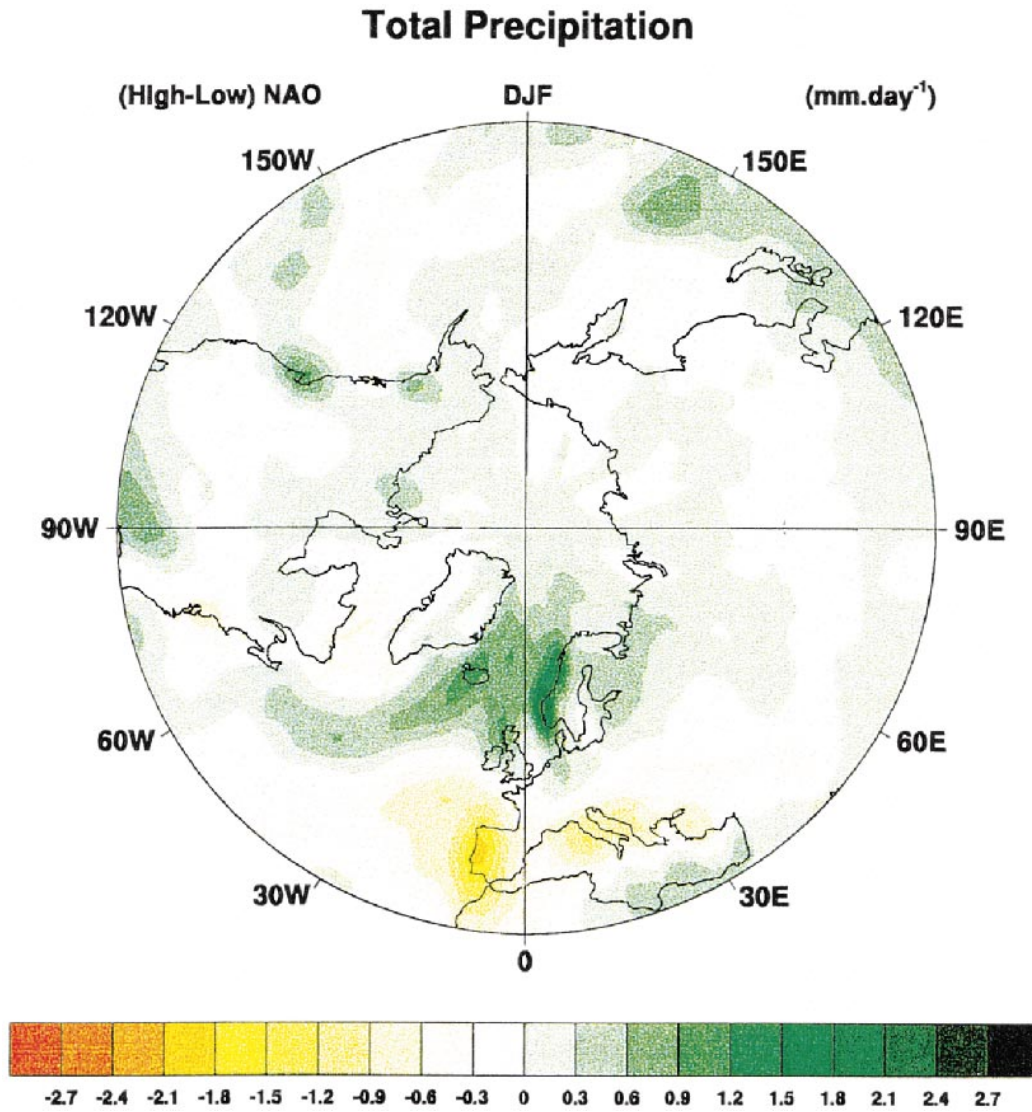 Total Precipitation
(High-Low) NAO DJF (mm.day⁻¹)
150W 150E
120W 120E
90W 90E
60W 60E
30W 30E
0
-2.7 -2.4 -2.1 -1.8 -1.5 -1.2 -0.9 -0.6 -0.3 0 0.3 0.6 0.9 1.2 1.5 1.8 2.1 2.4 2.7